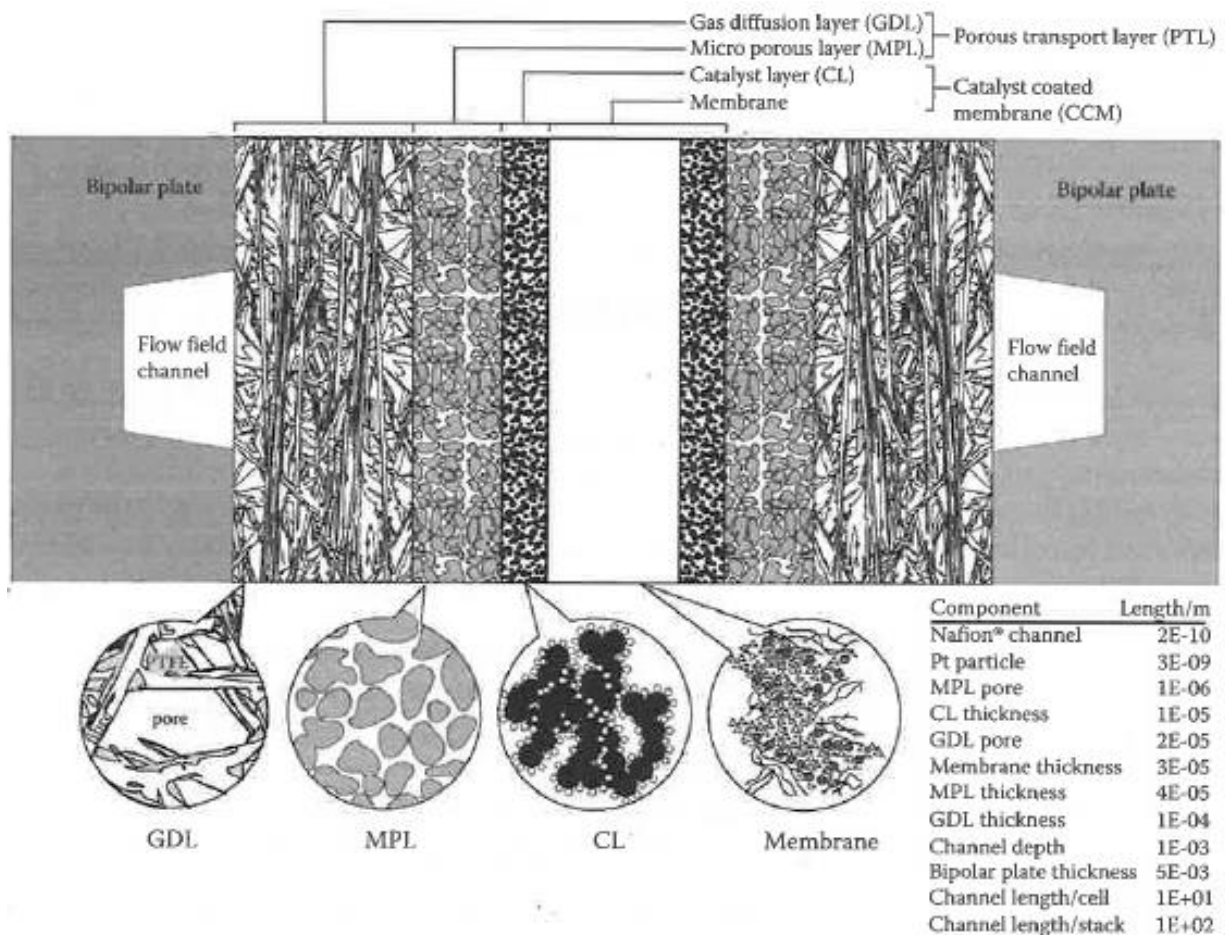 Gas diffusion layer (GDL)
Micro porous layer (MPL)
Porous transport layer (PTL)
Catalyst layer (CL)
Membrane
Catalyst coated
membrane (CCM)
Bipolar plate
Bipolar plate
Flow field
channel
Flow field
channel
PTFE
pore
GDL
MPL
CL
Membrane
Component Length/m
Nafion® channel 2E-10
Pt particle 3E-09
MPL pore 1E-06
CL thickness 1E-05
GDL pore 2E-05
Membrane thickness 3E-05
MPL thickness 4E-05
GDL thickness 1E-04
Channel depth 1E-03
Bipolar plate thickness 5E-03
Channel length/cell 1E+01
Channel length/stack 1E+02